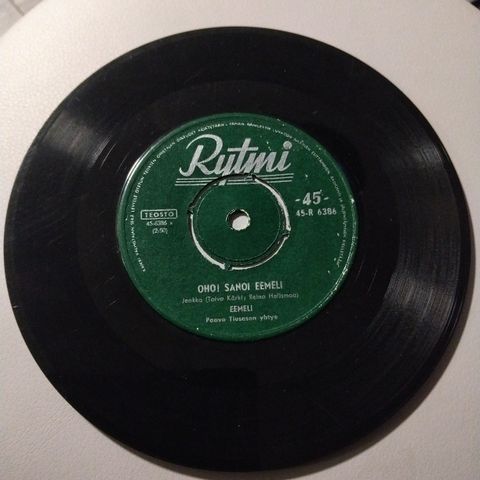 Rytmi
-45-
45-R 6386
TEOSTO
45-6386 x
(2:50)
OHO! SANOI EEMELI
Jenkka (Toivo Kärki, Reino Helismaa)
EEMELI
Paavo Tiusasen yhtye